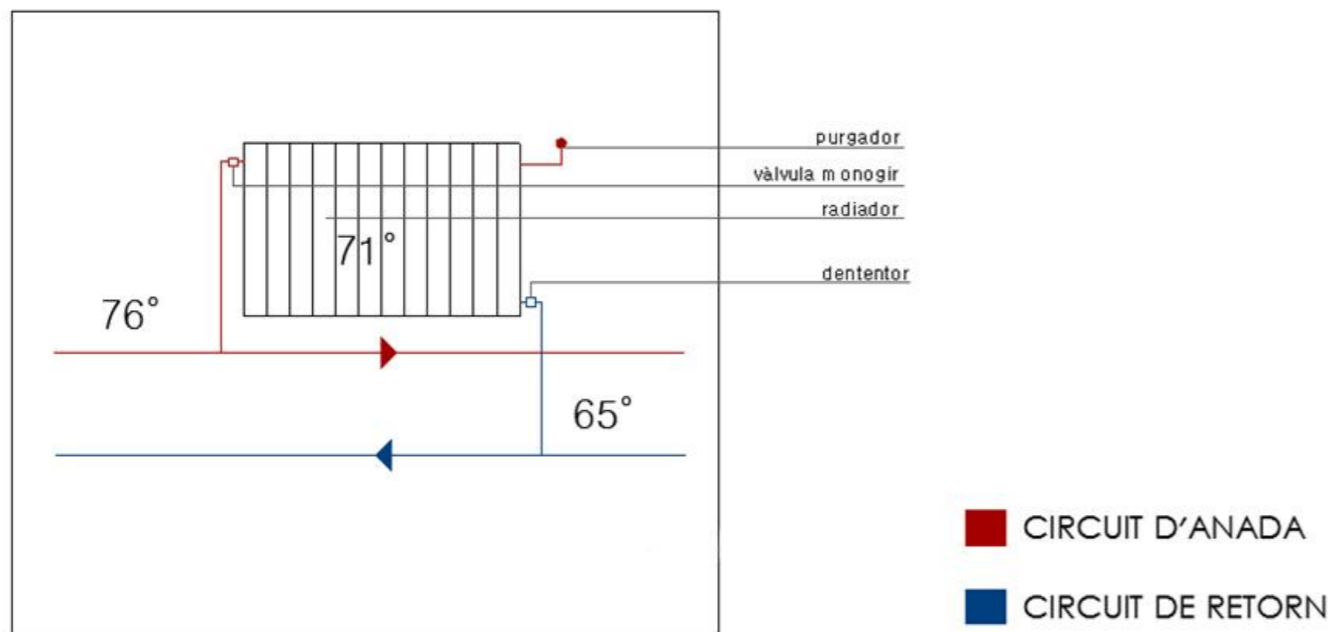 purgador
vàlvula monogir
radiador
71°
dententor
76°
65°
CIRCUIT D'ANADA
CIRCUIT DE RETORN